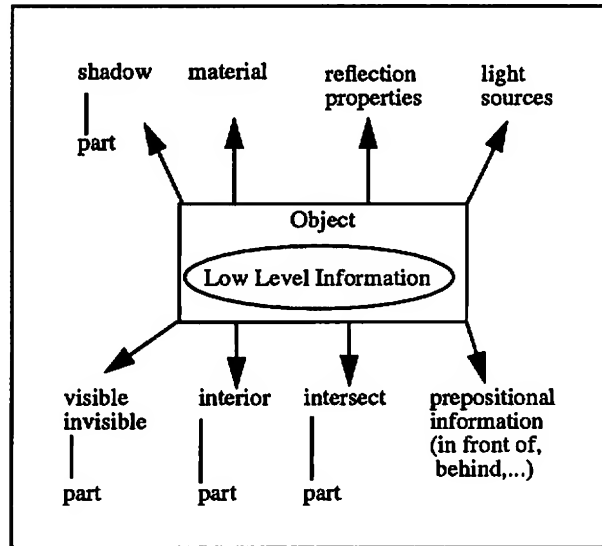 shadow
part
material
reflection
properties
light
sources
Object
Low Level Information
visible
invisible
part
interior
part
intersect
part
prepositional
information
(in front of,
behind,...)